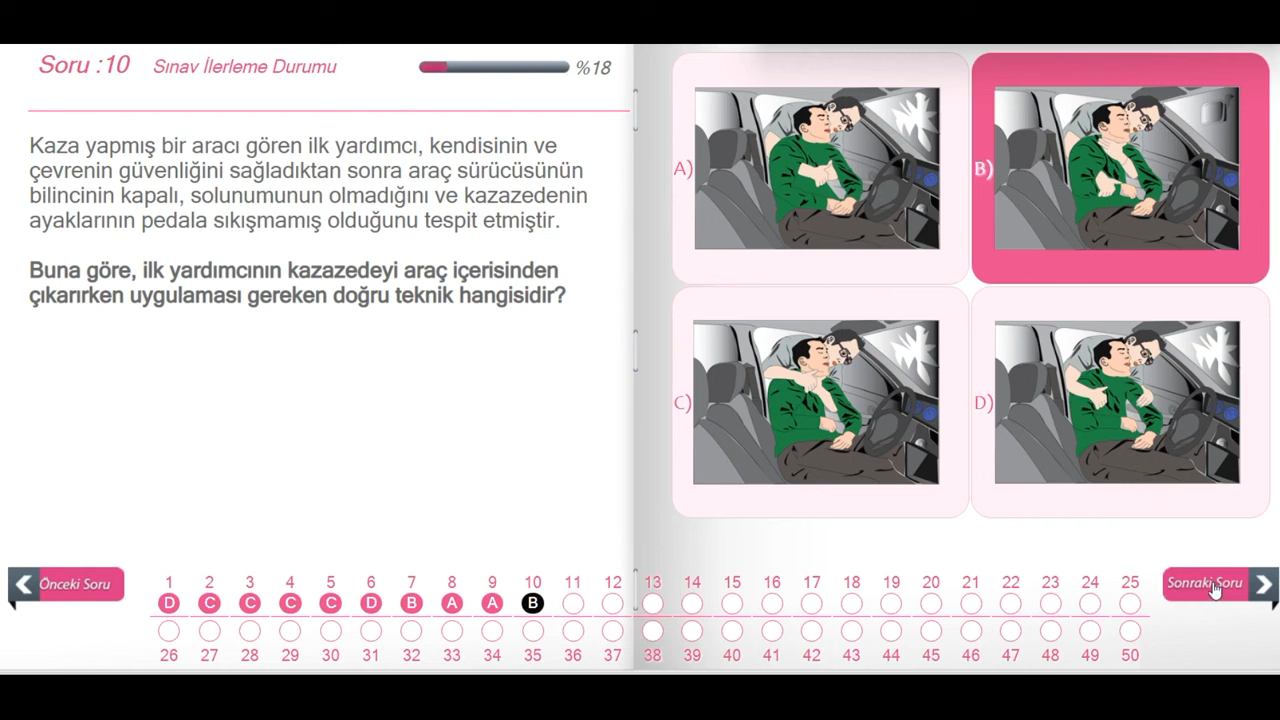 Soru :10 Sınav İlerleme Durumu %18
Kaza yapmış bir aracı gören ilk yardımcı, kendisinin ve
çevrenin güvenliğini sağladıktan sonra araç sürücüsünün
bilincinin kapalı, solunumunun olmadığını ve kazazedenin
ayaklarının pedala sıkışmamış olduğunu tespit etmiştir.
Buna göre, ilk yardımcının kazazedeyi araç içerisinden
çıkarırken uygulaması gereken doğru teknik hangisidir?
A)
B)
C)
D)
Önceki Soru
1 2 3 4 5 6 7 8 9 10 11 12 13 14 15 16 17 18 19 20 21 22 23 24 25
D C C C C D B A A B
26 27 28 29 30 31 32 33 34 35 36 37 38 39 40 41 42 43 44 45 46 47 48 49 50
Sonraki Soru